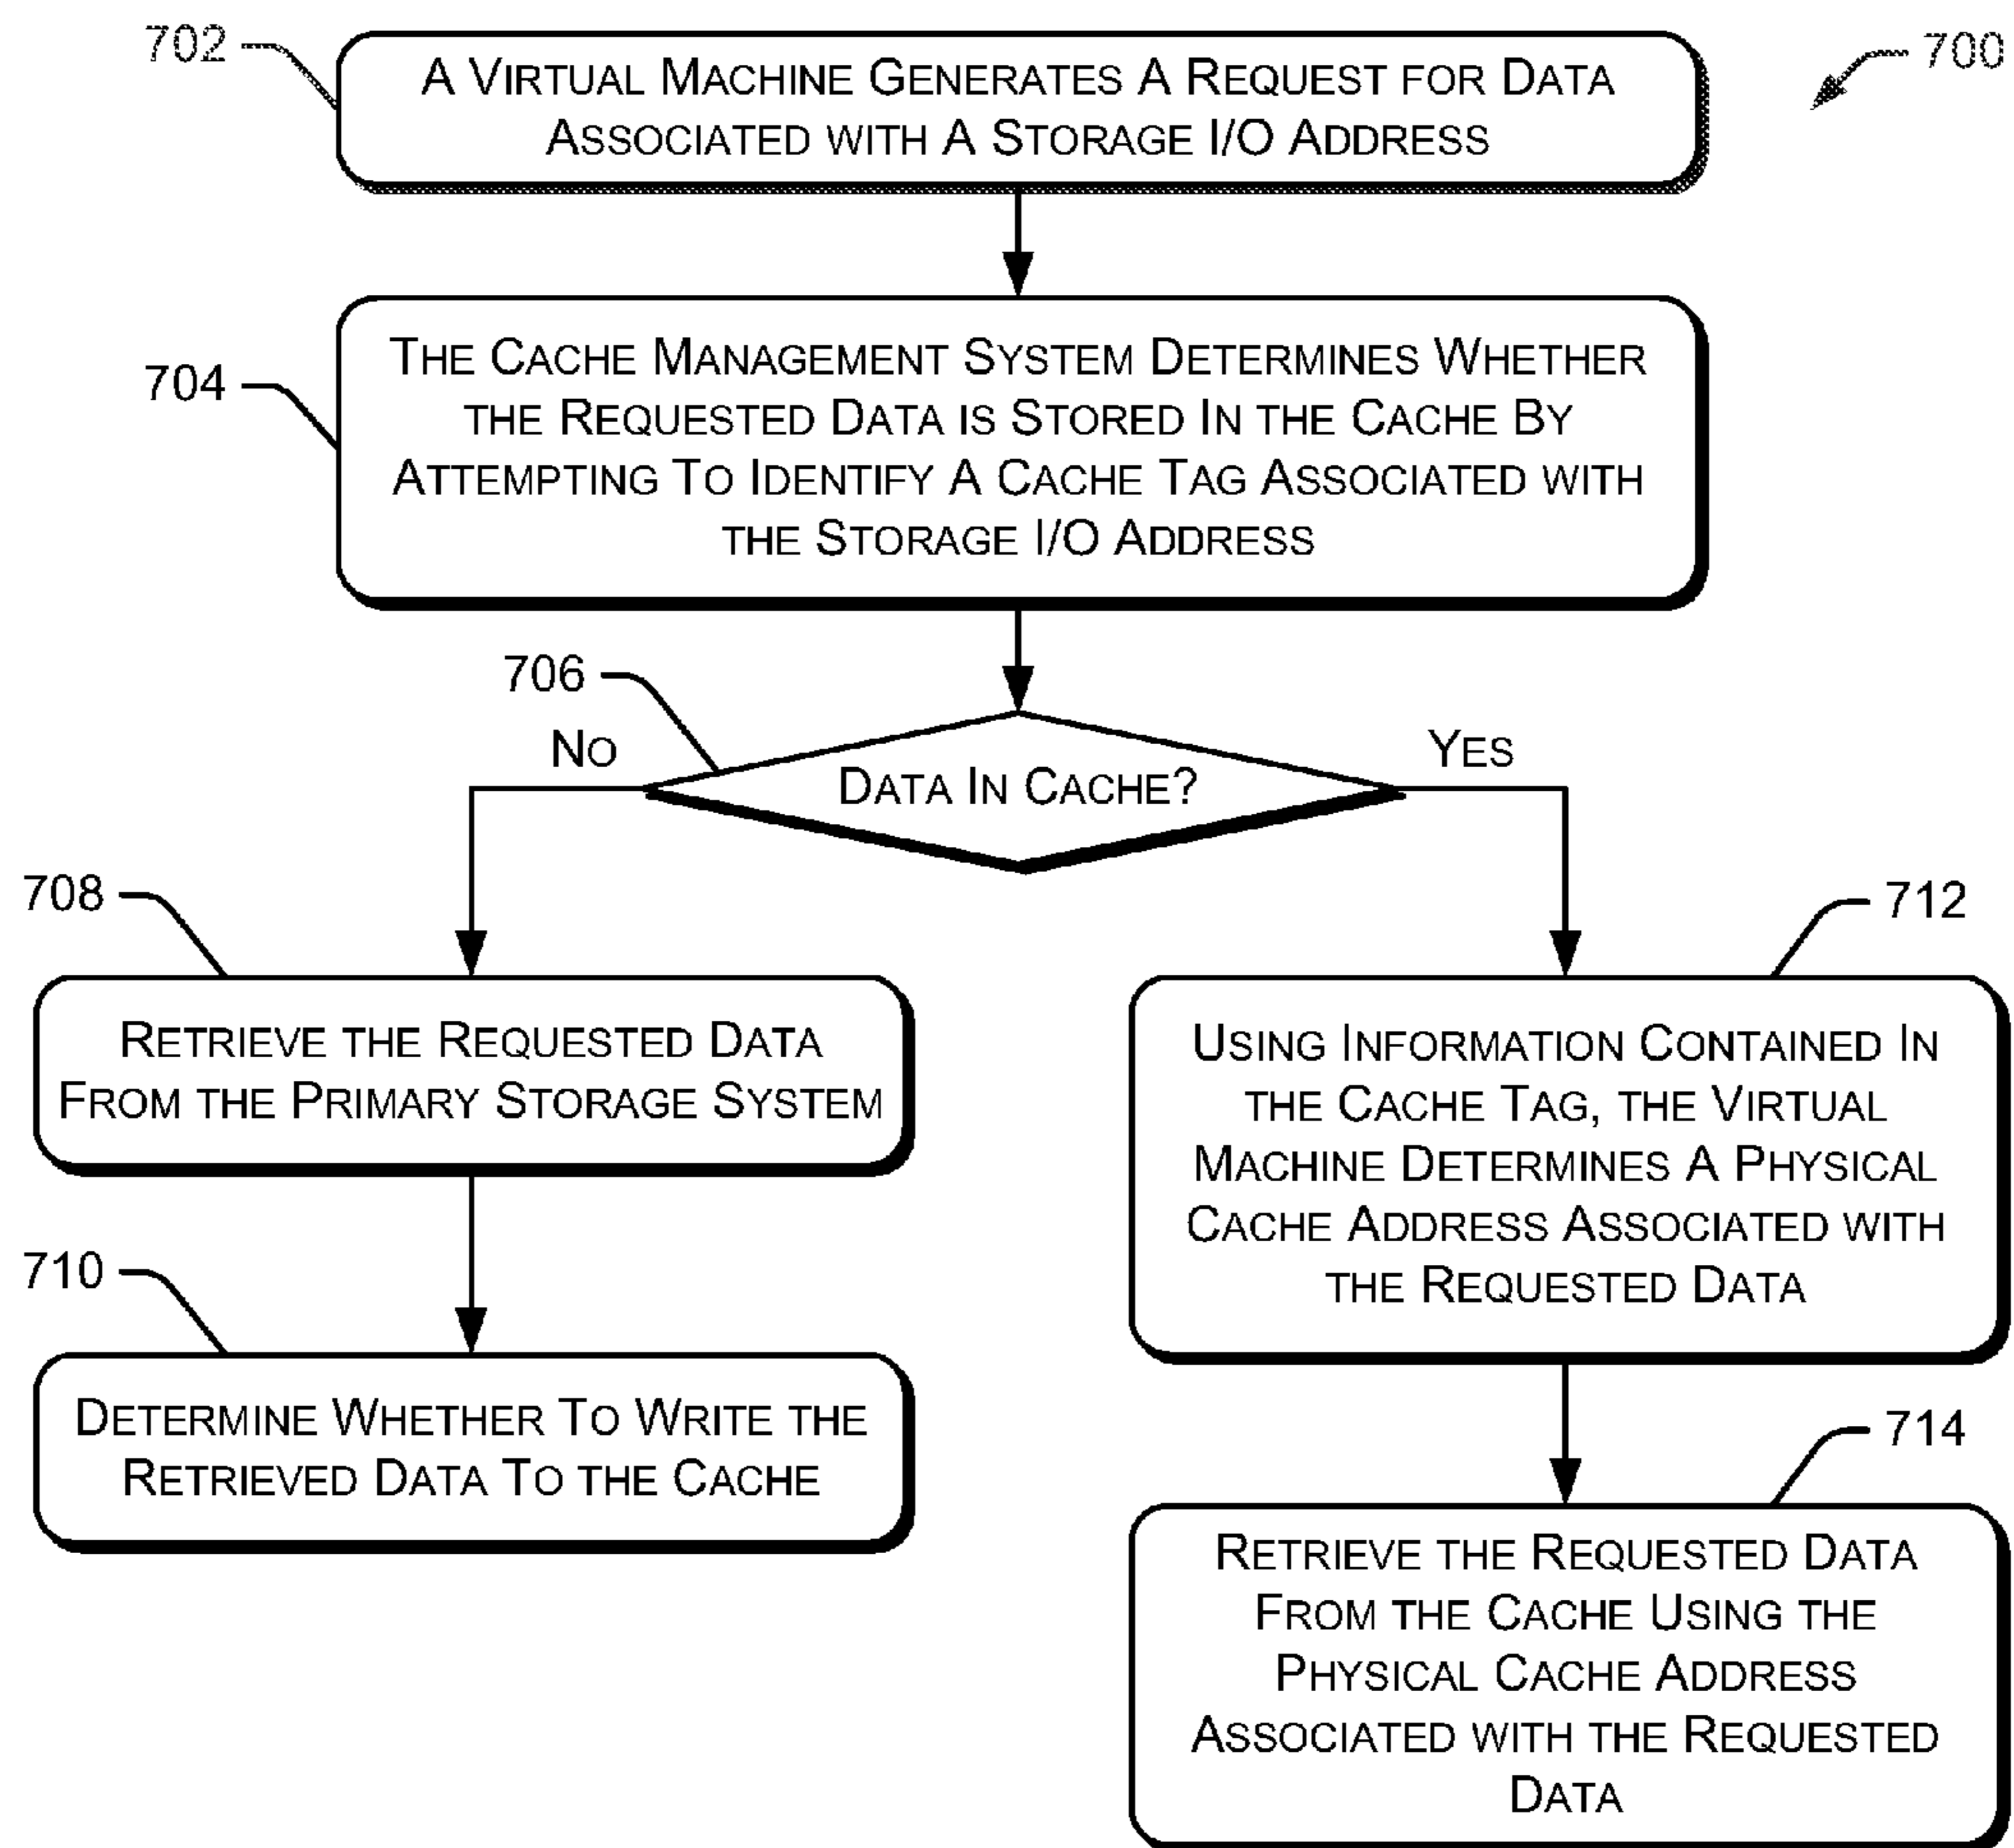 702
700
A VIRTUAL MACHINE GENERATES A REQUEST FOR DATA
ASSOCIATED WITH A STORAGE I/O ADDRESS
704
THE CACHE MANAGEMENT SYSTEM DETERMINES WHETHER
THE REQUESTED DATA IS STORED IN THE CACHE BY
ATTEMPTING TO IDENTIFY A CACHE TAG ASSOCIATED WITH
THE STORAGE I/O ADDRESS
706
NO
DATA IN CACHE?
YES
708
RETRIEVE THE REQUESTED DATA
FROM THE PRIMARY STORAGE SYSTEM
710
DETERMINE WHETHER TO WRITE THE
RETRIEVED DATA TO THE CACHE
712
USING INFORMATION CONTAINED IN
THE CACHE TAG, THE VIRTUAL
MACHINE DETERMINES A PHYSICAL
CACHE ADDRESS ASSOCIATED WITH
THE REQUESTED DATA
714
RETRIEVE THE REQUESTED DATA
FROM THE CACHE USING THE
PHYSICAL CACHE ADDRESS
ASSOCIATED WITH THE REQUESTED
DATA